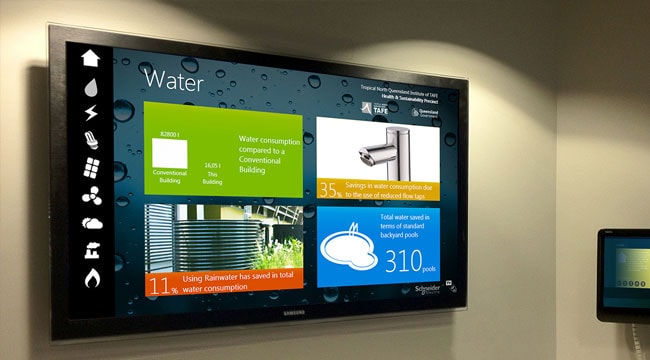 Water
Tropical North Queensland Institute of TAFE
Health & Sustainability Precinct
TAFE
Queensland
Government
82800 l
Conventional
Building
This
Building
Water consumption
compared to a
Conventional
Building
35%
Savings in water consumption due
to the use of reduced flow taps
11%
Using Rainwater has saved in total
water consumption
Total water saved in
terms of standard
backyard pools
310 pools
Schneider
Electric
SAMSUNG